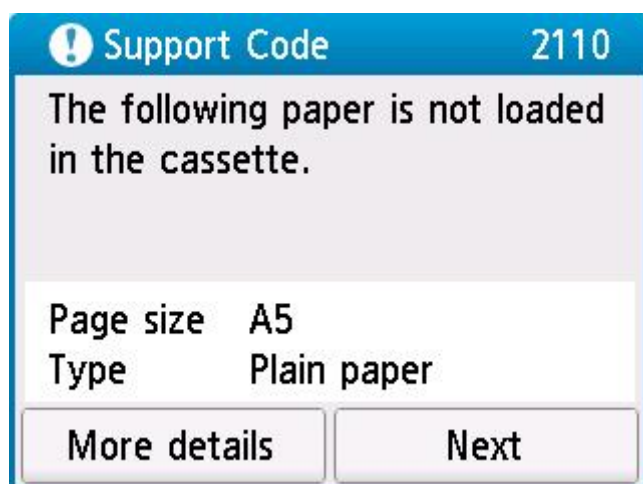 Support Code 2110
The following paper is not loaded
in the cassette.
Page size A5
Type Plain paper
More details Next